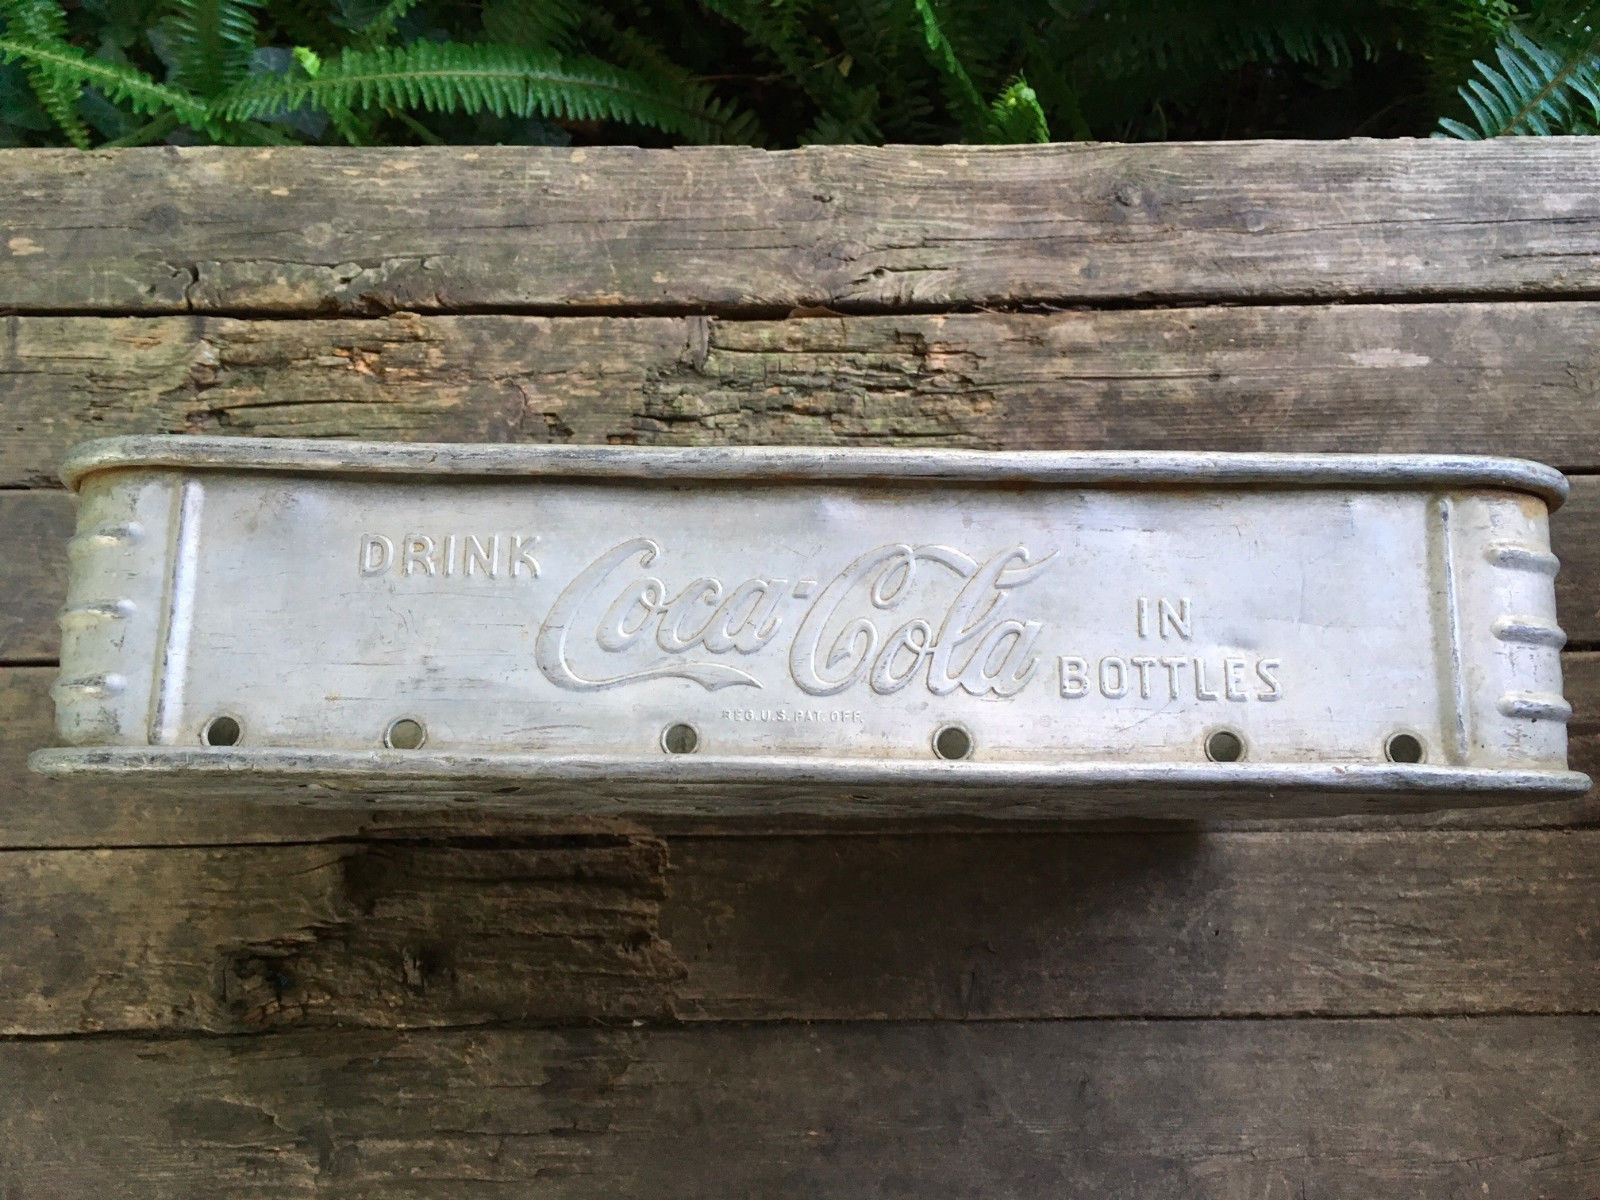 DRINK Coca-Cola IN
BOTTLES
REG. U.S. PAT. OFF.